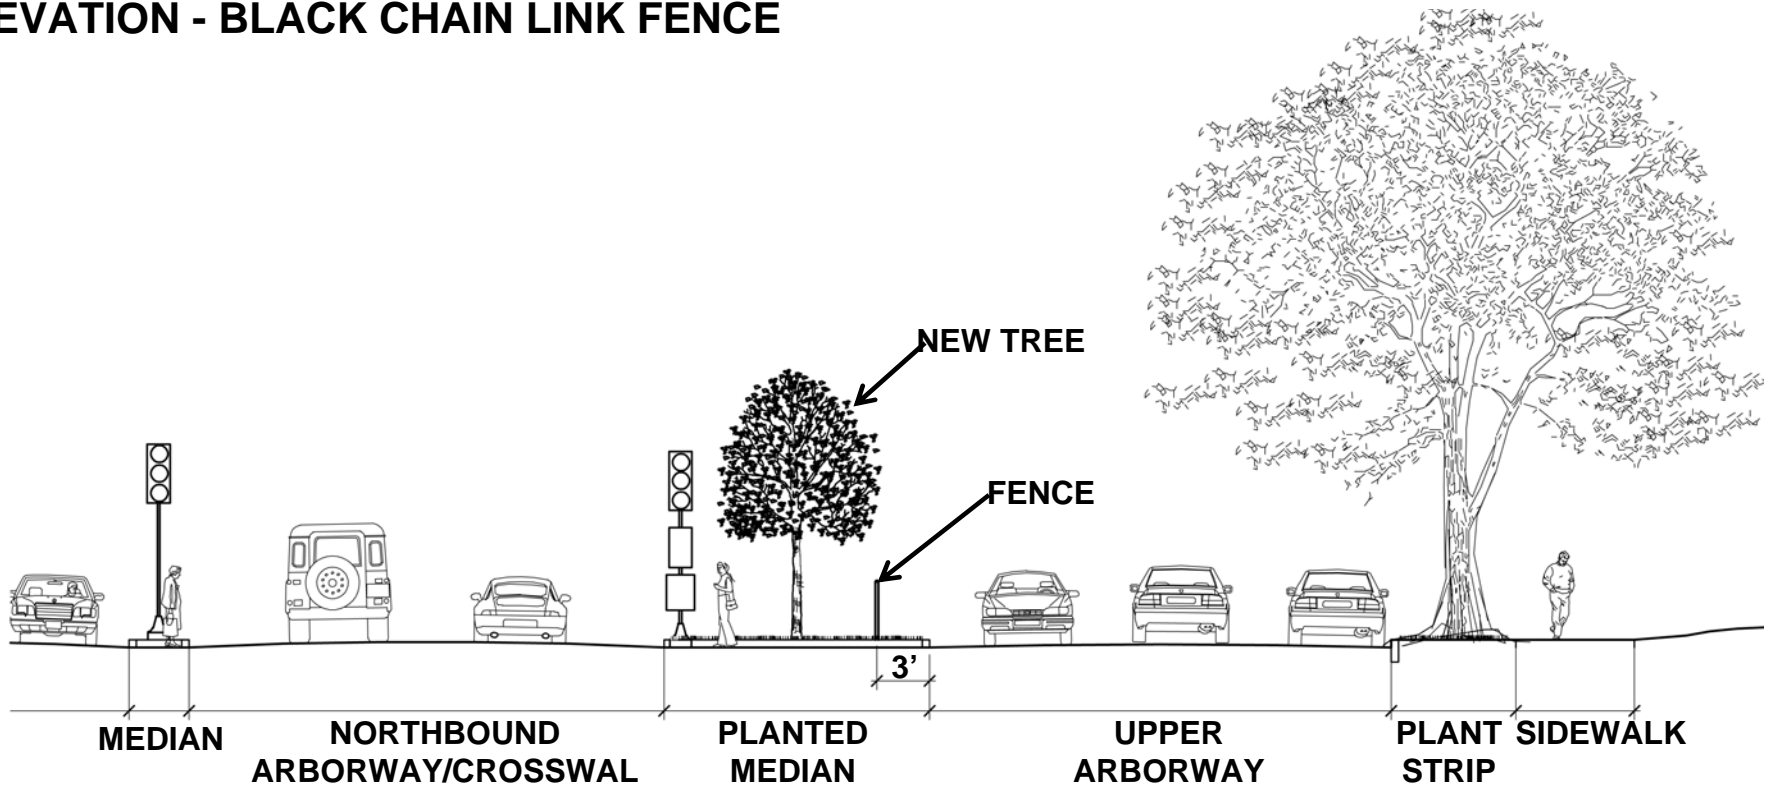 EVATION - BLACK CHAIN LINK FENCE
NEW TREE
FENCE
3’
MEDIAN
NORTHBOUND
ARBORWAY/CROSSWAL
PLANTED
MEDIAN
UPPER
ARBORWAY
PLANT
STRIP
SIDEWALK